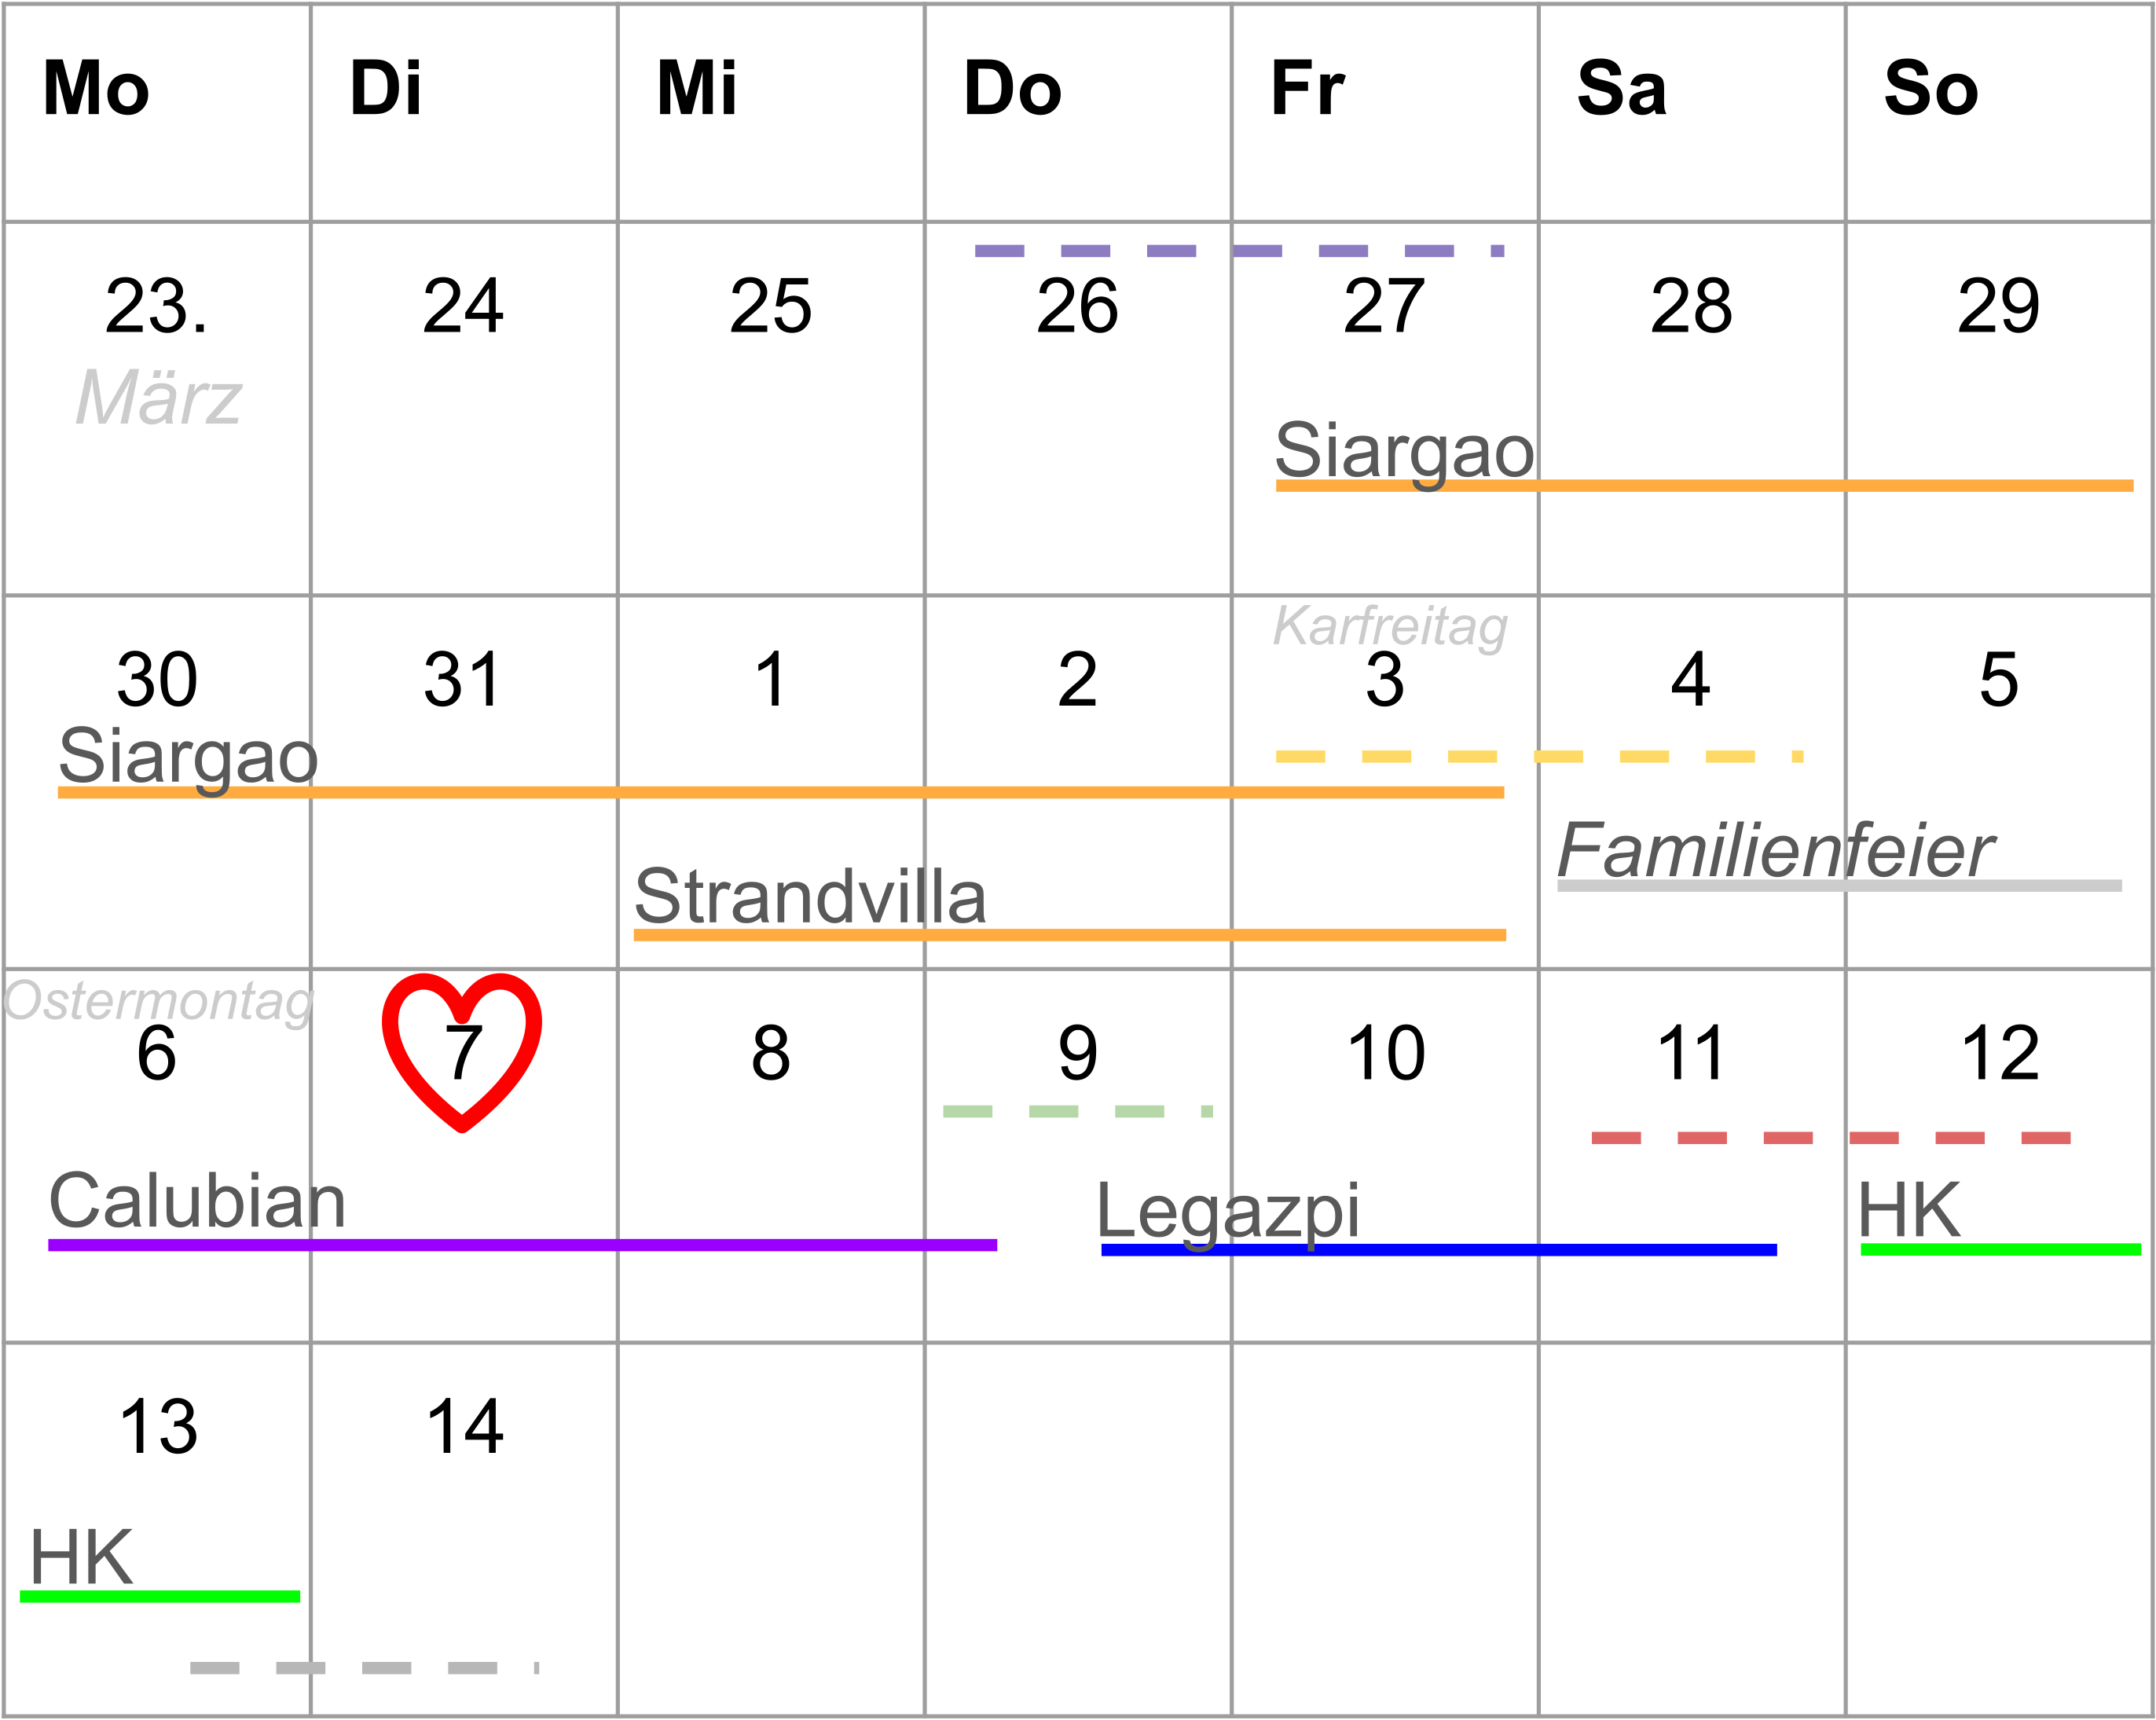 Mo Di Mi Do Fr Sa So
23. 24 25 26 27 28 29
März
Siargao
Karfreitag
30 31 1 2 3 4 5
Siargao
Familienfeier
Strandvilla
Ostermontag
6 7 8 9 10 11 12
Calubian Legazpi HK
13 14
HK